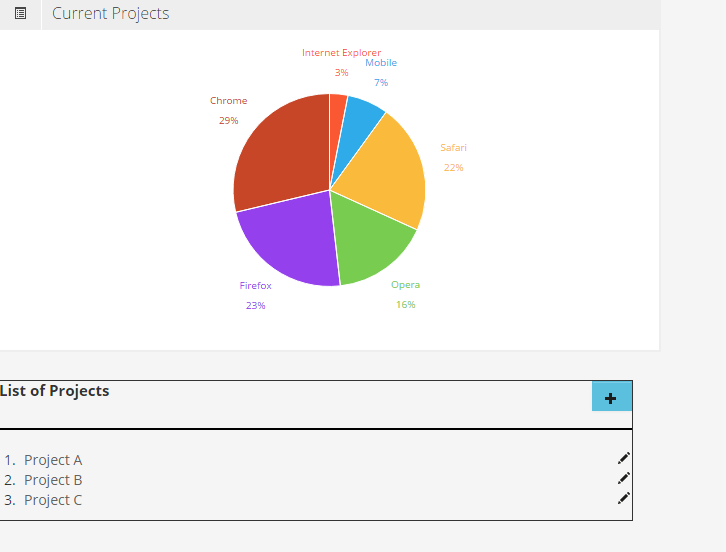 Current Projects
Internet Explorer
3%
Mobile
7%
Chrome
29%
Safari
22%
Firefox
23%
Opera
16%
List of Projects
1. Project A
2. Project B
3. Project C